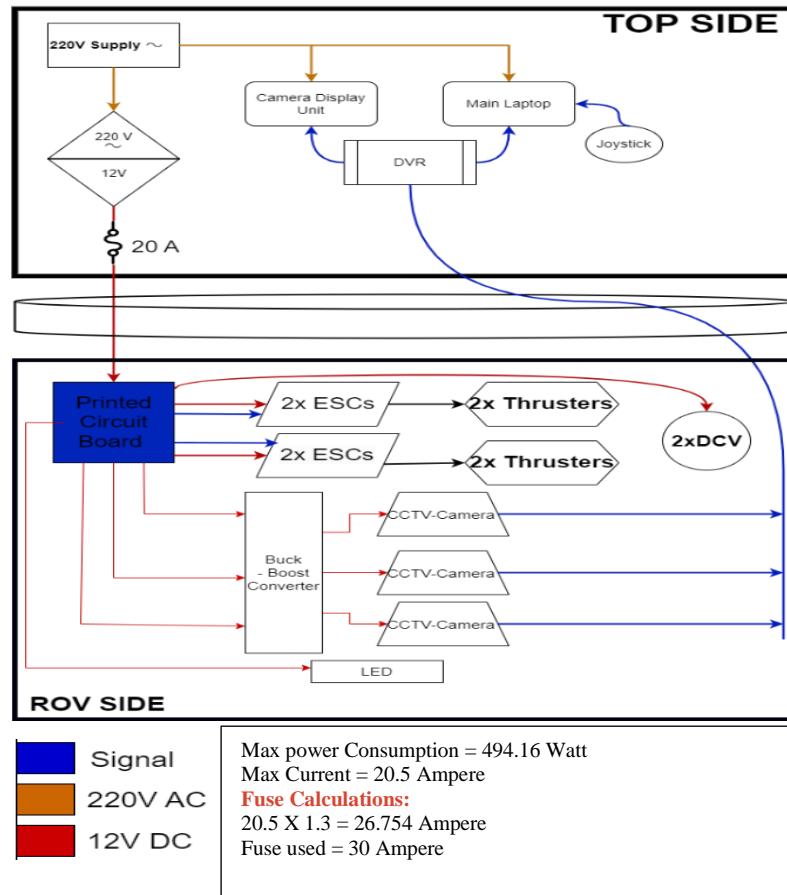 TOP SIDE
220V Supply ~
Camera Display
Unit
Main Laptop
Joystick
DVR
220 V
~
12V
20 A
Printed
Circuit
Board
2x ESCs
2x Thrusters
2xDCV
2x ESCs
2x Thrusters
CCTV-Camera
Buck
- Boost
Converter
CCTV-Camera
CCTV-Camera
LED
ROV SIDE
Signal
220V AC
12V DC
Max power Consumption = 494.16 Watt
Max Current = 20.5 Ampere
Fuse Calculations:
20.5 X 1.3 = 26.754 Ampere
Fuse used = 30 Ampere